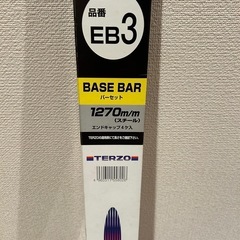 品番
EB3
BASE BAR
バーセット
1270m/m
(スチール)
エンドキャップ4ケ入
TERZO